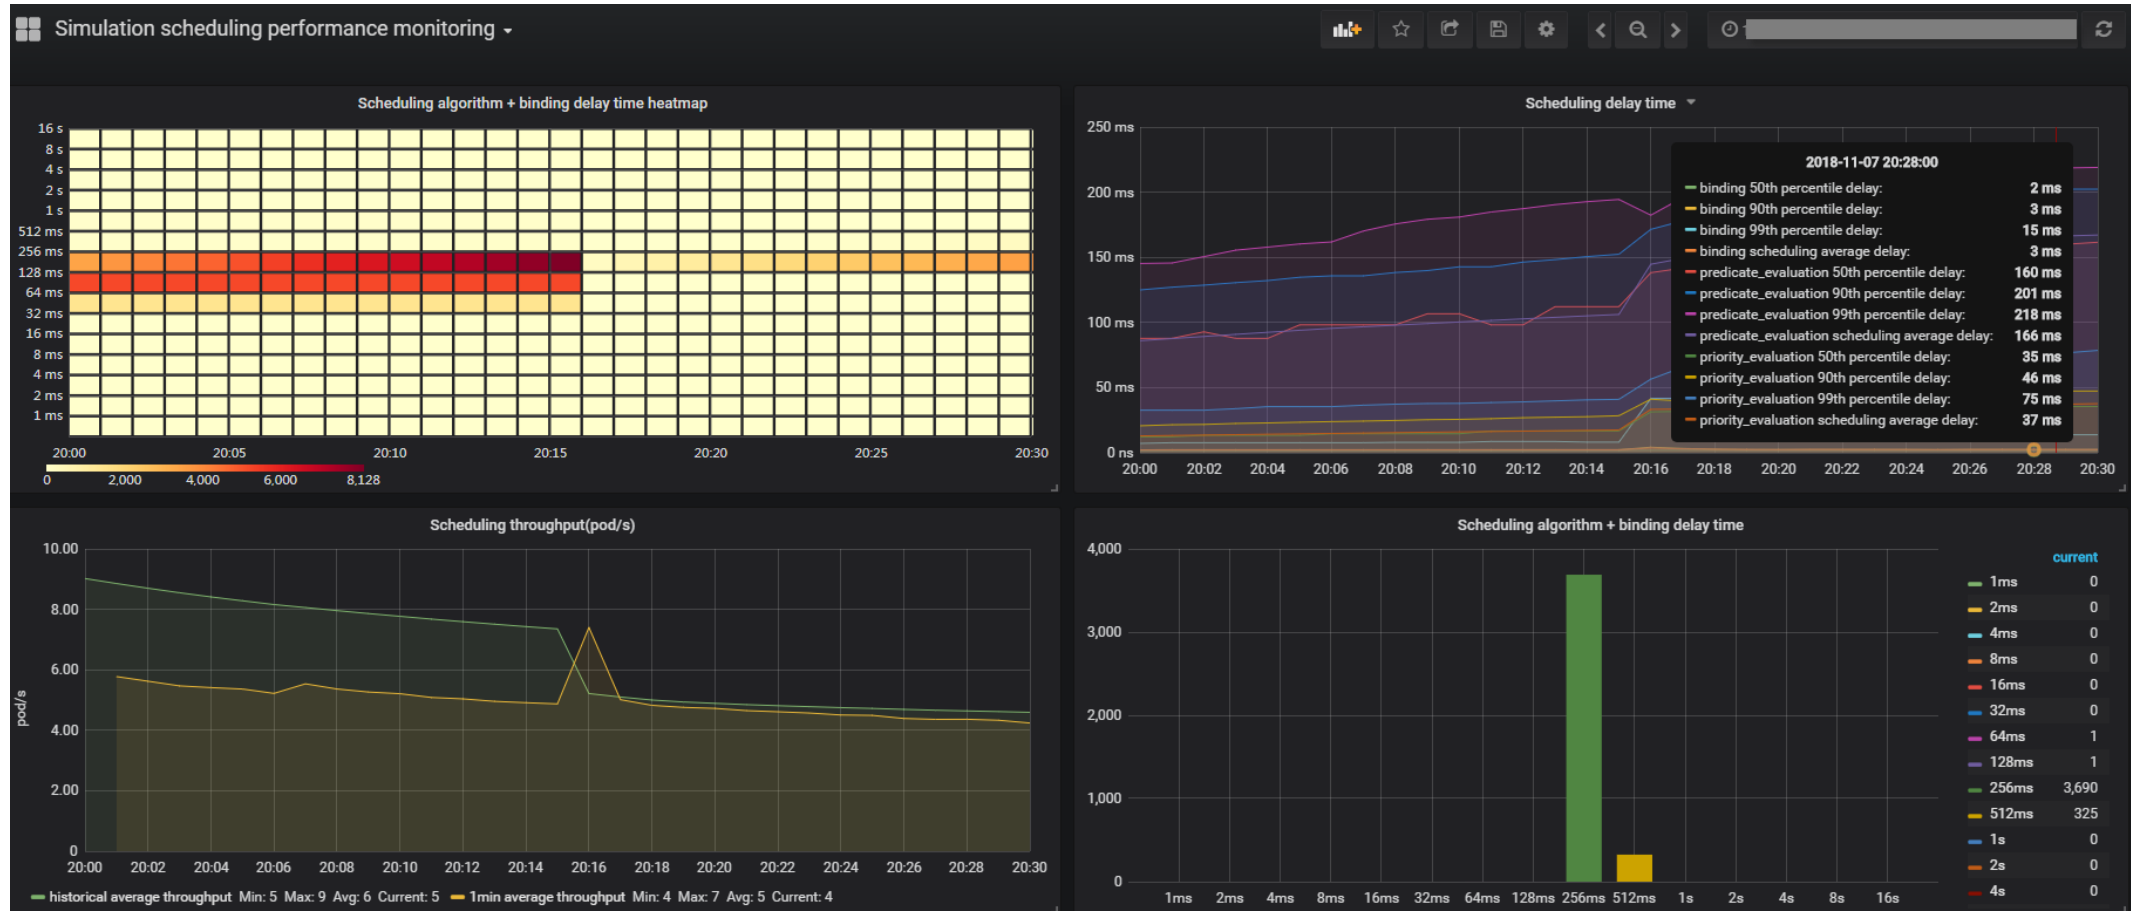 Simulation scheduling performance monitoring
Scheduling algorithm + binding delay time heatmap
16 s
8 s
4 s
2 s
1 s
512 ms
256 ms
128 ms
64 ms
32 ms
16 ms
8 ms
4 ms
2 ms
1 ms
20:00 20:05 20:10 20:15 20:20 20:25 20:30
0 2,000 4,000 6,000 8,128
Scheduling delay time
250 ms
200 ms
150 ms
100 ms
50 ms
0 ns
2018-11-07 20:28:00
binding 50th percentile delay: 2 ms
binding 90th percentile delay: 3 ms
binding 99th percentile delay: 15 ms
binding scheduling average delay: 3 ms
predicate_evaluation 50th percentile delay: 160 ms
predicate_evaluation 90th percentile delay: 201 ms
predicate_evaluation 99th percentile delay: 218 ms
predicate_evaluation scheduling average delay: 166 ms
priority_evaluation 50th percentile delay: 35 ms
priority_evaluation 90th percentile delay: 46 ms
priority_evaluation 99th percentile delay: 75 ms
priority_evaluation scheduling average delay: 37 ms
20:00 20:02 20:04 20:06 20:08 20:10 20:12 20:14 20:16 20:18 20:20 20:22 20:24 20:26 20:28 20:30
Scheduling throughput(pod/s)
pod/s
10.00
8.00
6.00
4.00
2.00
0
20:00 20:02 20:04 20:06 20:08 20:10 20:12 20:14 20:16 20:18 20:20 20:22 20:24 20:26 20:28 20:30
historical average throughput Min: 5 Max: 9 Avg: 6 Current: 5 1min average throughput Min: 4 Max: 7 Avg: 5 Current: 4
Scheduling algorithm + binding delay time
4,000
3,000
2,000
1,000
0
1ms 2ms 4ms 8ms 16ms 32ms 64ms 128ms 256ms 512ms 1s 2s 4s 8s 16s
current
1ms 0
2ms 0
4ms 0
8ms 0
16ms 0
32ms 0
64ms 1
128ms 1
256ms 3,690
512ms 325
1s 0
2s 0
4s 0